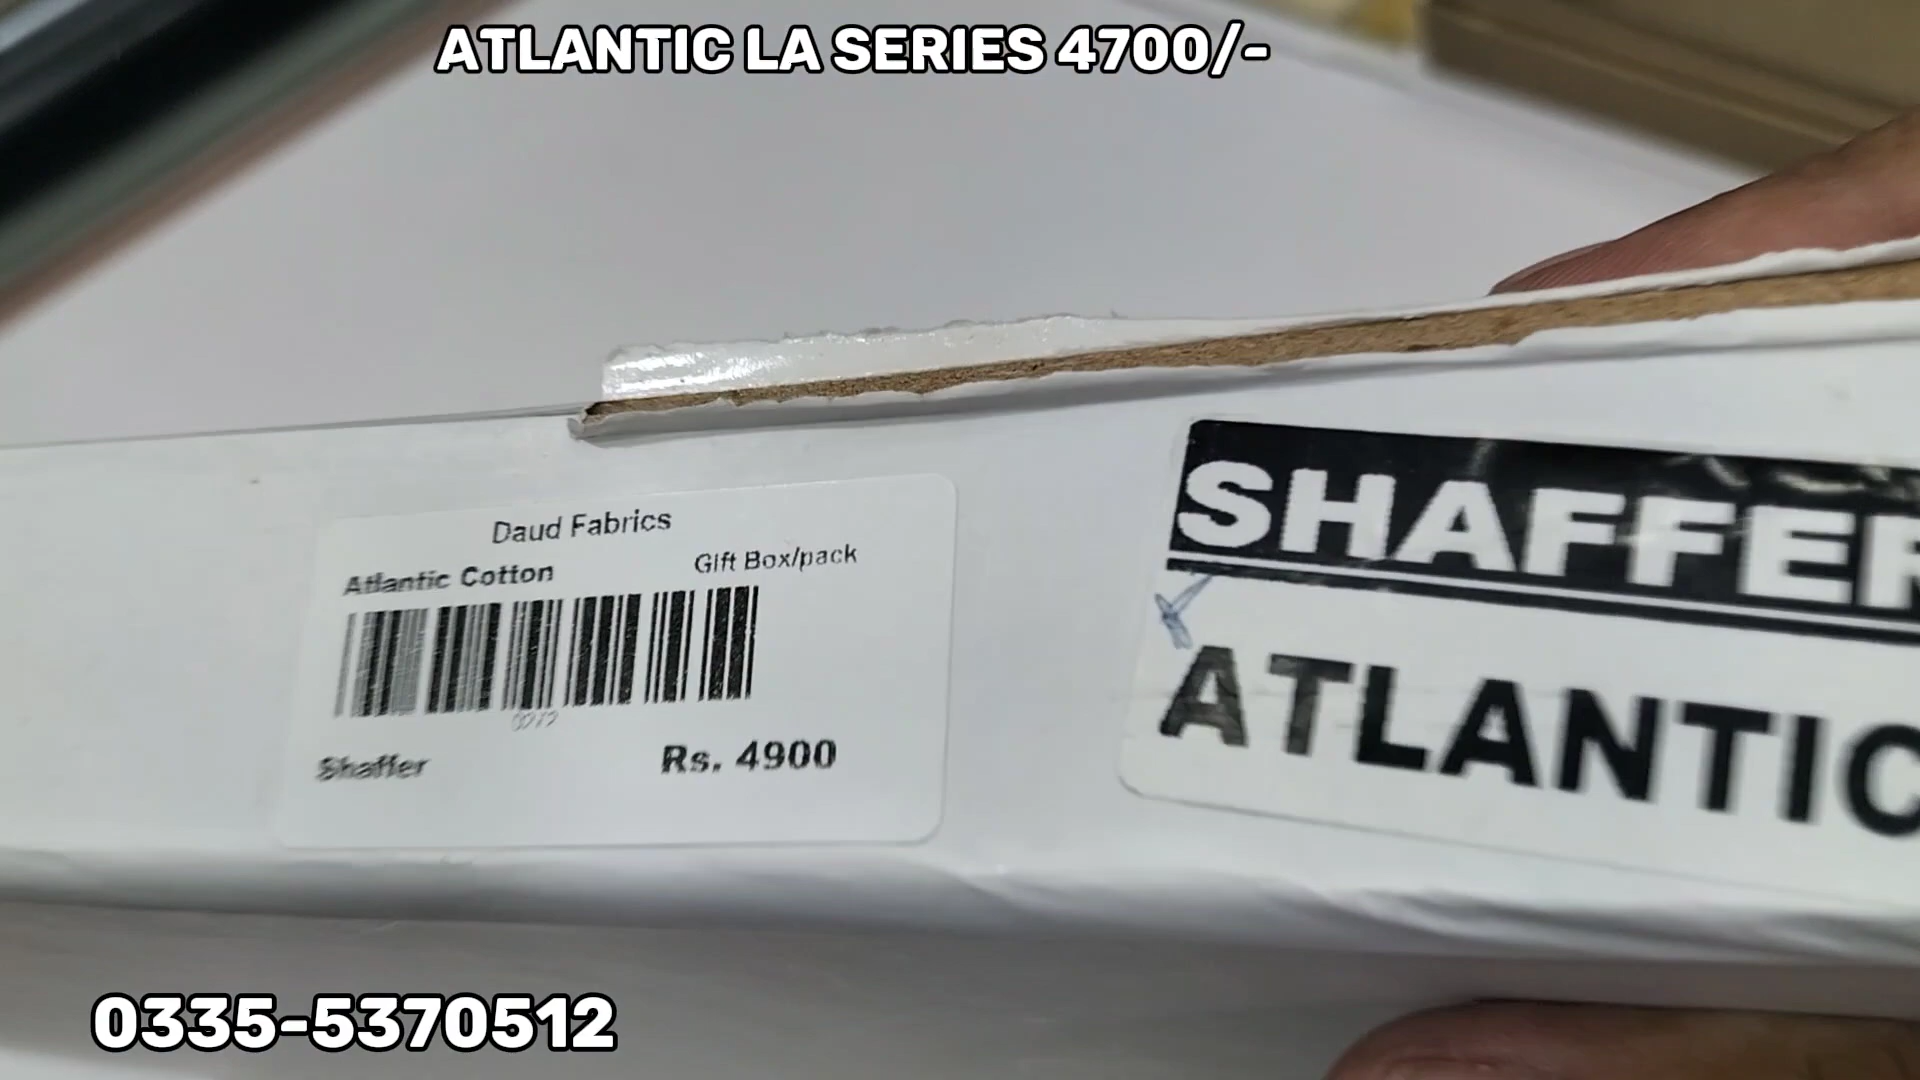 ATLANTIC LA SERIES 4700/-
Daud Fabrics
Atlantic Cotton
Gift Box/pack
Shaffer
Rs. 4900
SHAFFER
ATLANTIC
0335-5370512